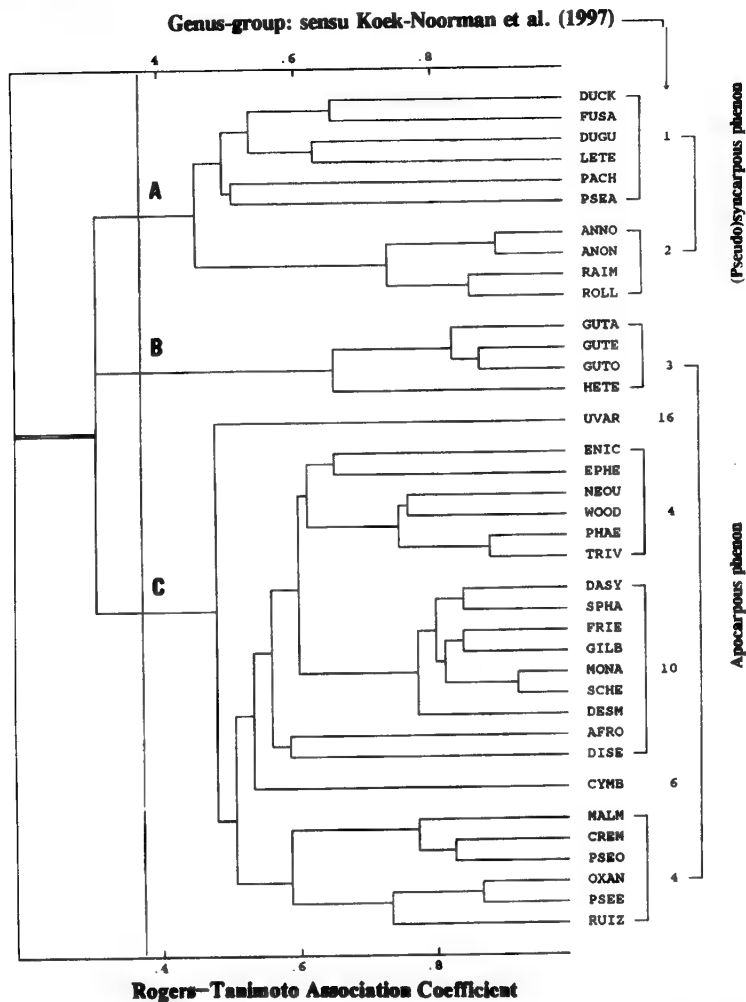 Genus-group: sensu Koek-Noorman et al. (1997)
.4 .6 .8
DUCK
FUSA
DUGU 1
LETE
A PACH
PSEA
ANNO
ANON 2
RAIM
ROLL
(Pseudo)syncarpous phenon
GUTA
B GUTE
GUTO 3
HETE
UVAR 16
ENIC
EPHE
NEOU
WOOD 4
PHAE
TRIV
C DASY
SPHA
FRIE
GILB
MONA 10
SCHE
DESM
AFRO
DISE
CYMB 6
MALM
CREM
PSEO
OXAN 4
PSEE
RUIZ
Apocarpous phenon
.4 .6 .8
Rogers-Tanimoto Association Coefficient